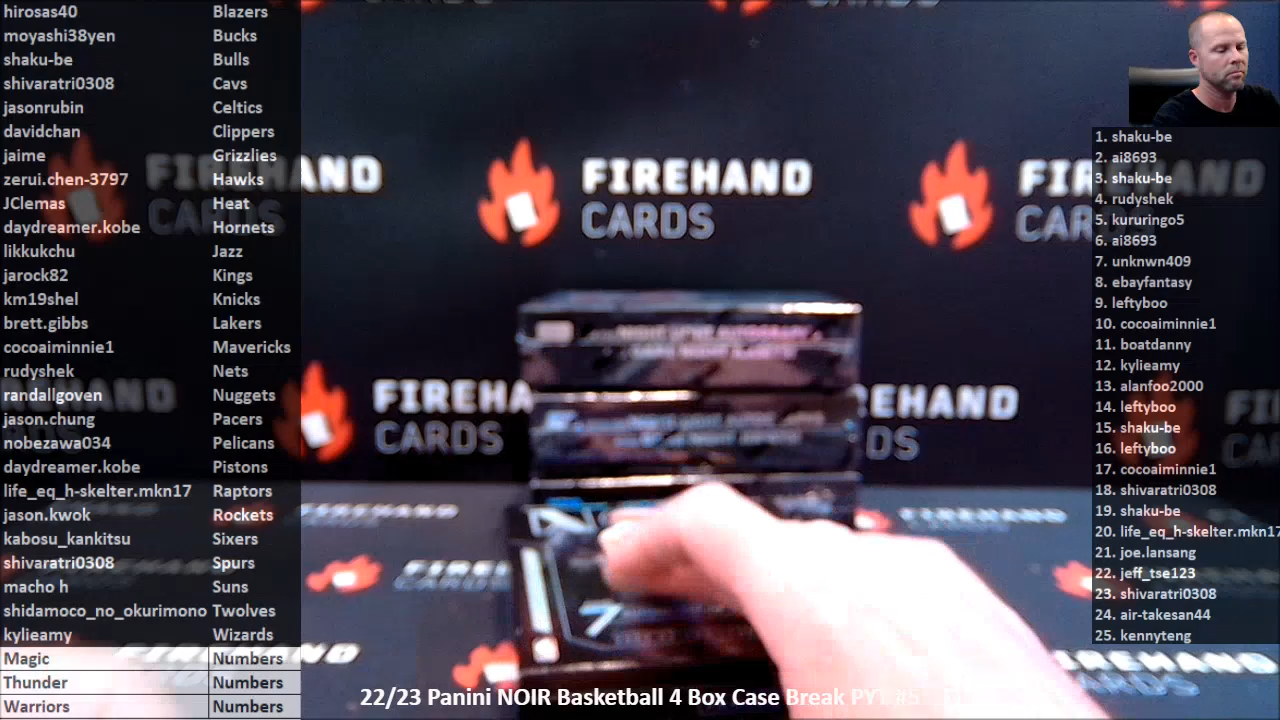 hirosas40 Blazers
moyashi38yen Bucks
shaku-be Bulls
shivaratri0308 Cavs
jasonrubin Celtics
davidchan Clippers
jaime Grizzlies
zerui.chen-3797 Hawks
JClemas Heat
daydreamer.kobe Hornets
likkukchu Jazz
jarock82 Kings
km19shel Knicks
brett.gibbs Lakers
cocoaiminnie1 Mavericks
rudyshek Nets
randallgoven Nuggets
jason.chung Pacers
nobezawa034 Pelicans
daydreamer.kobe Pistons
life_eq_h-skelter.mkn17 Raptors
jason.kwok Rockets
kabosu_kankitsu Sixers
shivaratri0308 Spurs
macho h Suns
shidamoco_no_okurimono Twolves
kylieamy Wizards
Magic Numbers
Thunder Numbers
Warriors Numbers
FIREHAND
CARDS
FIREHAND
CARDS
FIREHAND
FIREHAND
7
22/23 Panini NOIR Basketball 4 Box Case Break PYT #5
1. shaku-be
2. ai8693
3. shaku-be
4. rudyshek
5. kururingo5
6. ai8693
7. unknwn409
8. ebayfantasy
9. leftyboo
10. cocoaiminnie1
11. boatdanny
12. kylieamy
13. alanfoo2000
14. leftyboo
15. shaku-be
16. leftyboo
17. cocoaiminnie1
18. shivaratri0308
19. shaku-be
20. life_eq_h-skelter.mkn17
21. joe.lansang
22. jeff_tse123
23. shivaratri0308
24. air-takesan44
25. kennyteng